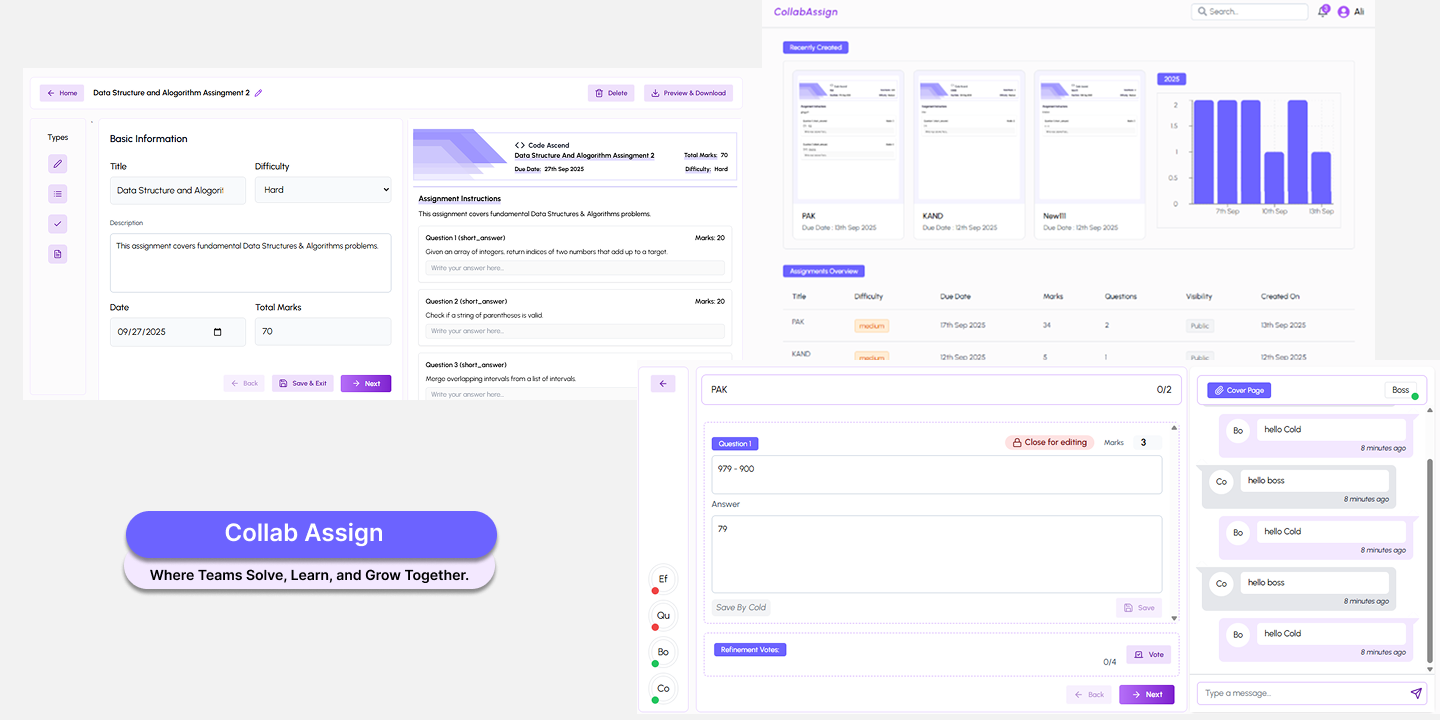 Home
Data Structure and Alogorithm Assingment 2
Delete
Preview & Download
Types
Basic Information
Title
Difficulty
Data Structure and Alogorit
Hard
Description
This assignment covers fundamental Data Structures & Algorithms problems.
Date
Total Marks
09/27/2025
70
Back
Save & Exit
Next
Code Ascend
Data Structure And Alogorithm Assingment 2
Total Marks: 70
Due Date: 27th Sep 2025
Difficulty: Hard
Assignment Instructions
This assignment covers fundamental Data Structures & Algorithms problems.
Question 1 (short_answer)
Marks: 20
Given an array of integers, return indices of two numbers that add up to a target.
Write your answer here...
Question 2 (short_answer)
Marks: 20
Check if a string of parentheses is valid.
Write your answer here...
Question 3 (short_answer)
Merge overlapping intervals from a list of intervals.
Write your answer here...
CollabAssign
Search..
Ali
Recently Created
PAK
Due Date : 17th Sep 2025
KAND
Due Date : 12th Sep 2025
New!!!
Due Date : 12th Sep 2025
2025
2
1.5
1
0.5
0
7th Sep
10th Sep
13th Sep
Assignments Overview
Title
Difficulty
Due Date
Marks
Questions
Visibility
Created On
PAK
medium
17th Sep 2025
34
2
Public
13th Sep 2025
KAND
medium
12th Sep 2025
5
1
Public
12th Sep 2025
Collab Assign
Where Teams Solve, Learn, and Grow Together.
Ef
Qu
Bo
Co
PAK
0/2
Question 1
Close for editing
Marks
3
979 - 900
Answer
79
Save By Cold
Save
Refinement Votes:
0/4
Vote
Back
Next
Cover Page
Boss
Bo
hello Cold
8 minutes ago
Co
hello boss
8 minutes ago
Bo
hello Cold
8 minutes ago
Co
hello boss
8 minutes ago
Bo
hello Cold
8 minutes ago
Type a message...